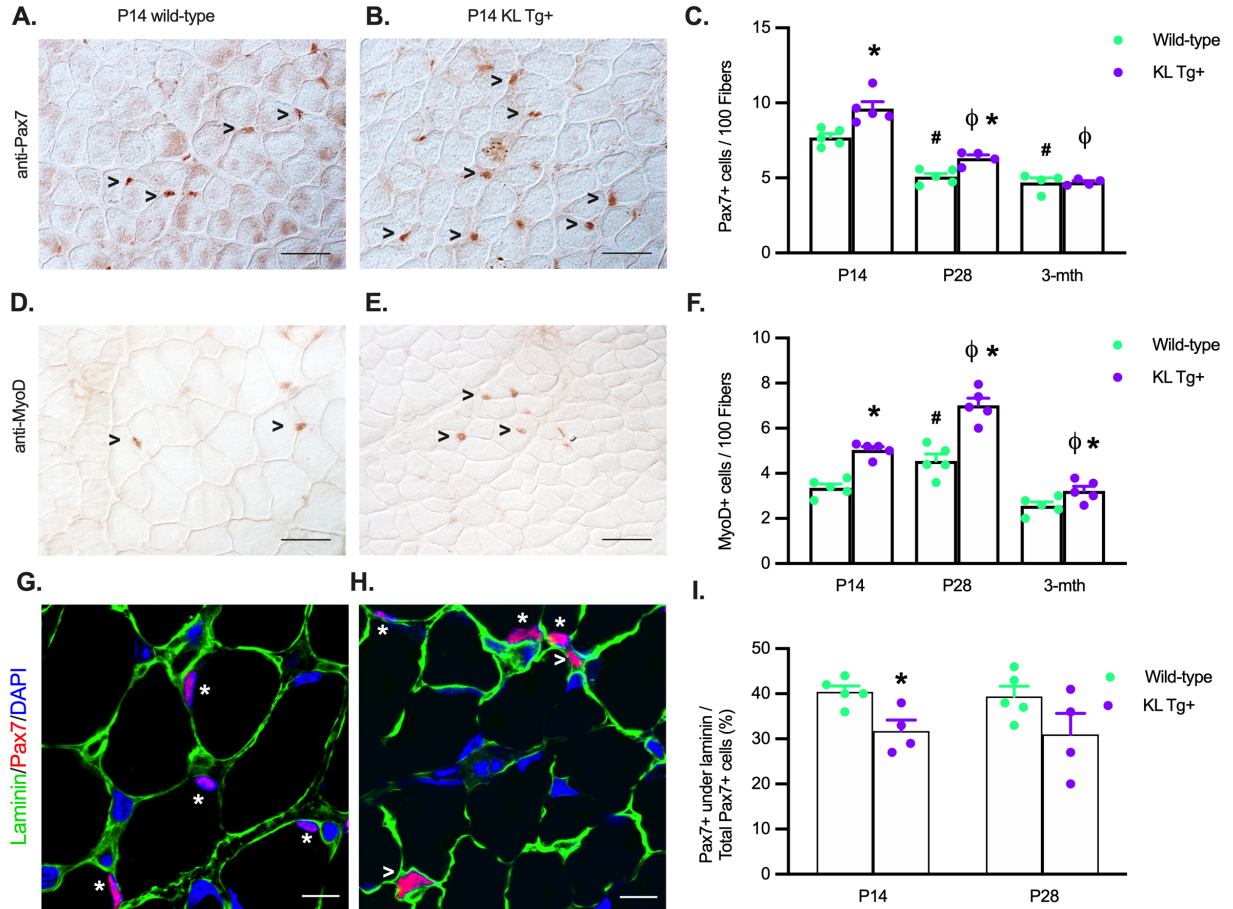 A. P14 wild-type
B. P14 KL Tg+
anti-Pax7
>
>
>
>
>
>
>
>
>
>
>
C.
Pax7+ cells / 100 Fibers
15
10
5
0
*
#
ϕ *
#
ϕ
P14 P28 3-mth
Wild-type
KL Tg+
D.
E.
anti-MyoD
>
>
>
>
>
F.
MyoD+ cells / 100 Fibers
10
8
6
4
2
0
*
#
ϕ *
ϕ *
P14 P28 3-mth
Wild-type
KL Tg+
G.
H.
Laminin/Pax7/DAPI
*
*
*
*
*
*
*
>
>
I.
Pax7+ under laminin /
Total Pax7+ cells (%)
50
40
30
20
10
0
*
P14 P28
Wild-type
KL Tg+